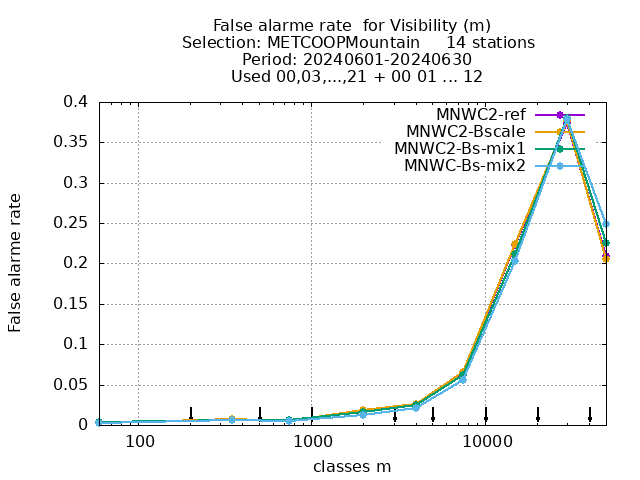 False alarme rate  for Visibility (m)
Selection: METCOOPMountain     14 stations
Period: 20240601-20240630
Used 00,03,...,21 + 00 01 ... 12
MNWC2-ref
MNWC2-Bscale
MNWC2-Bs-mix1
MNWC-Bs-mix2
False alarme rate
0.4
0.35
0.3
0.25
0.2
0.15
0.1
0.05
0
100
1000
10000
classes m